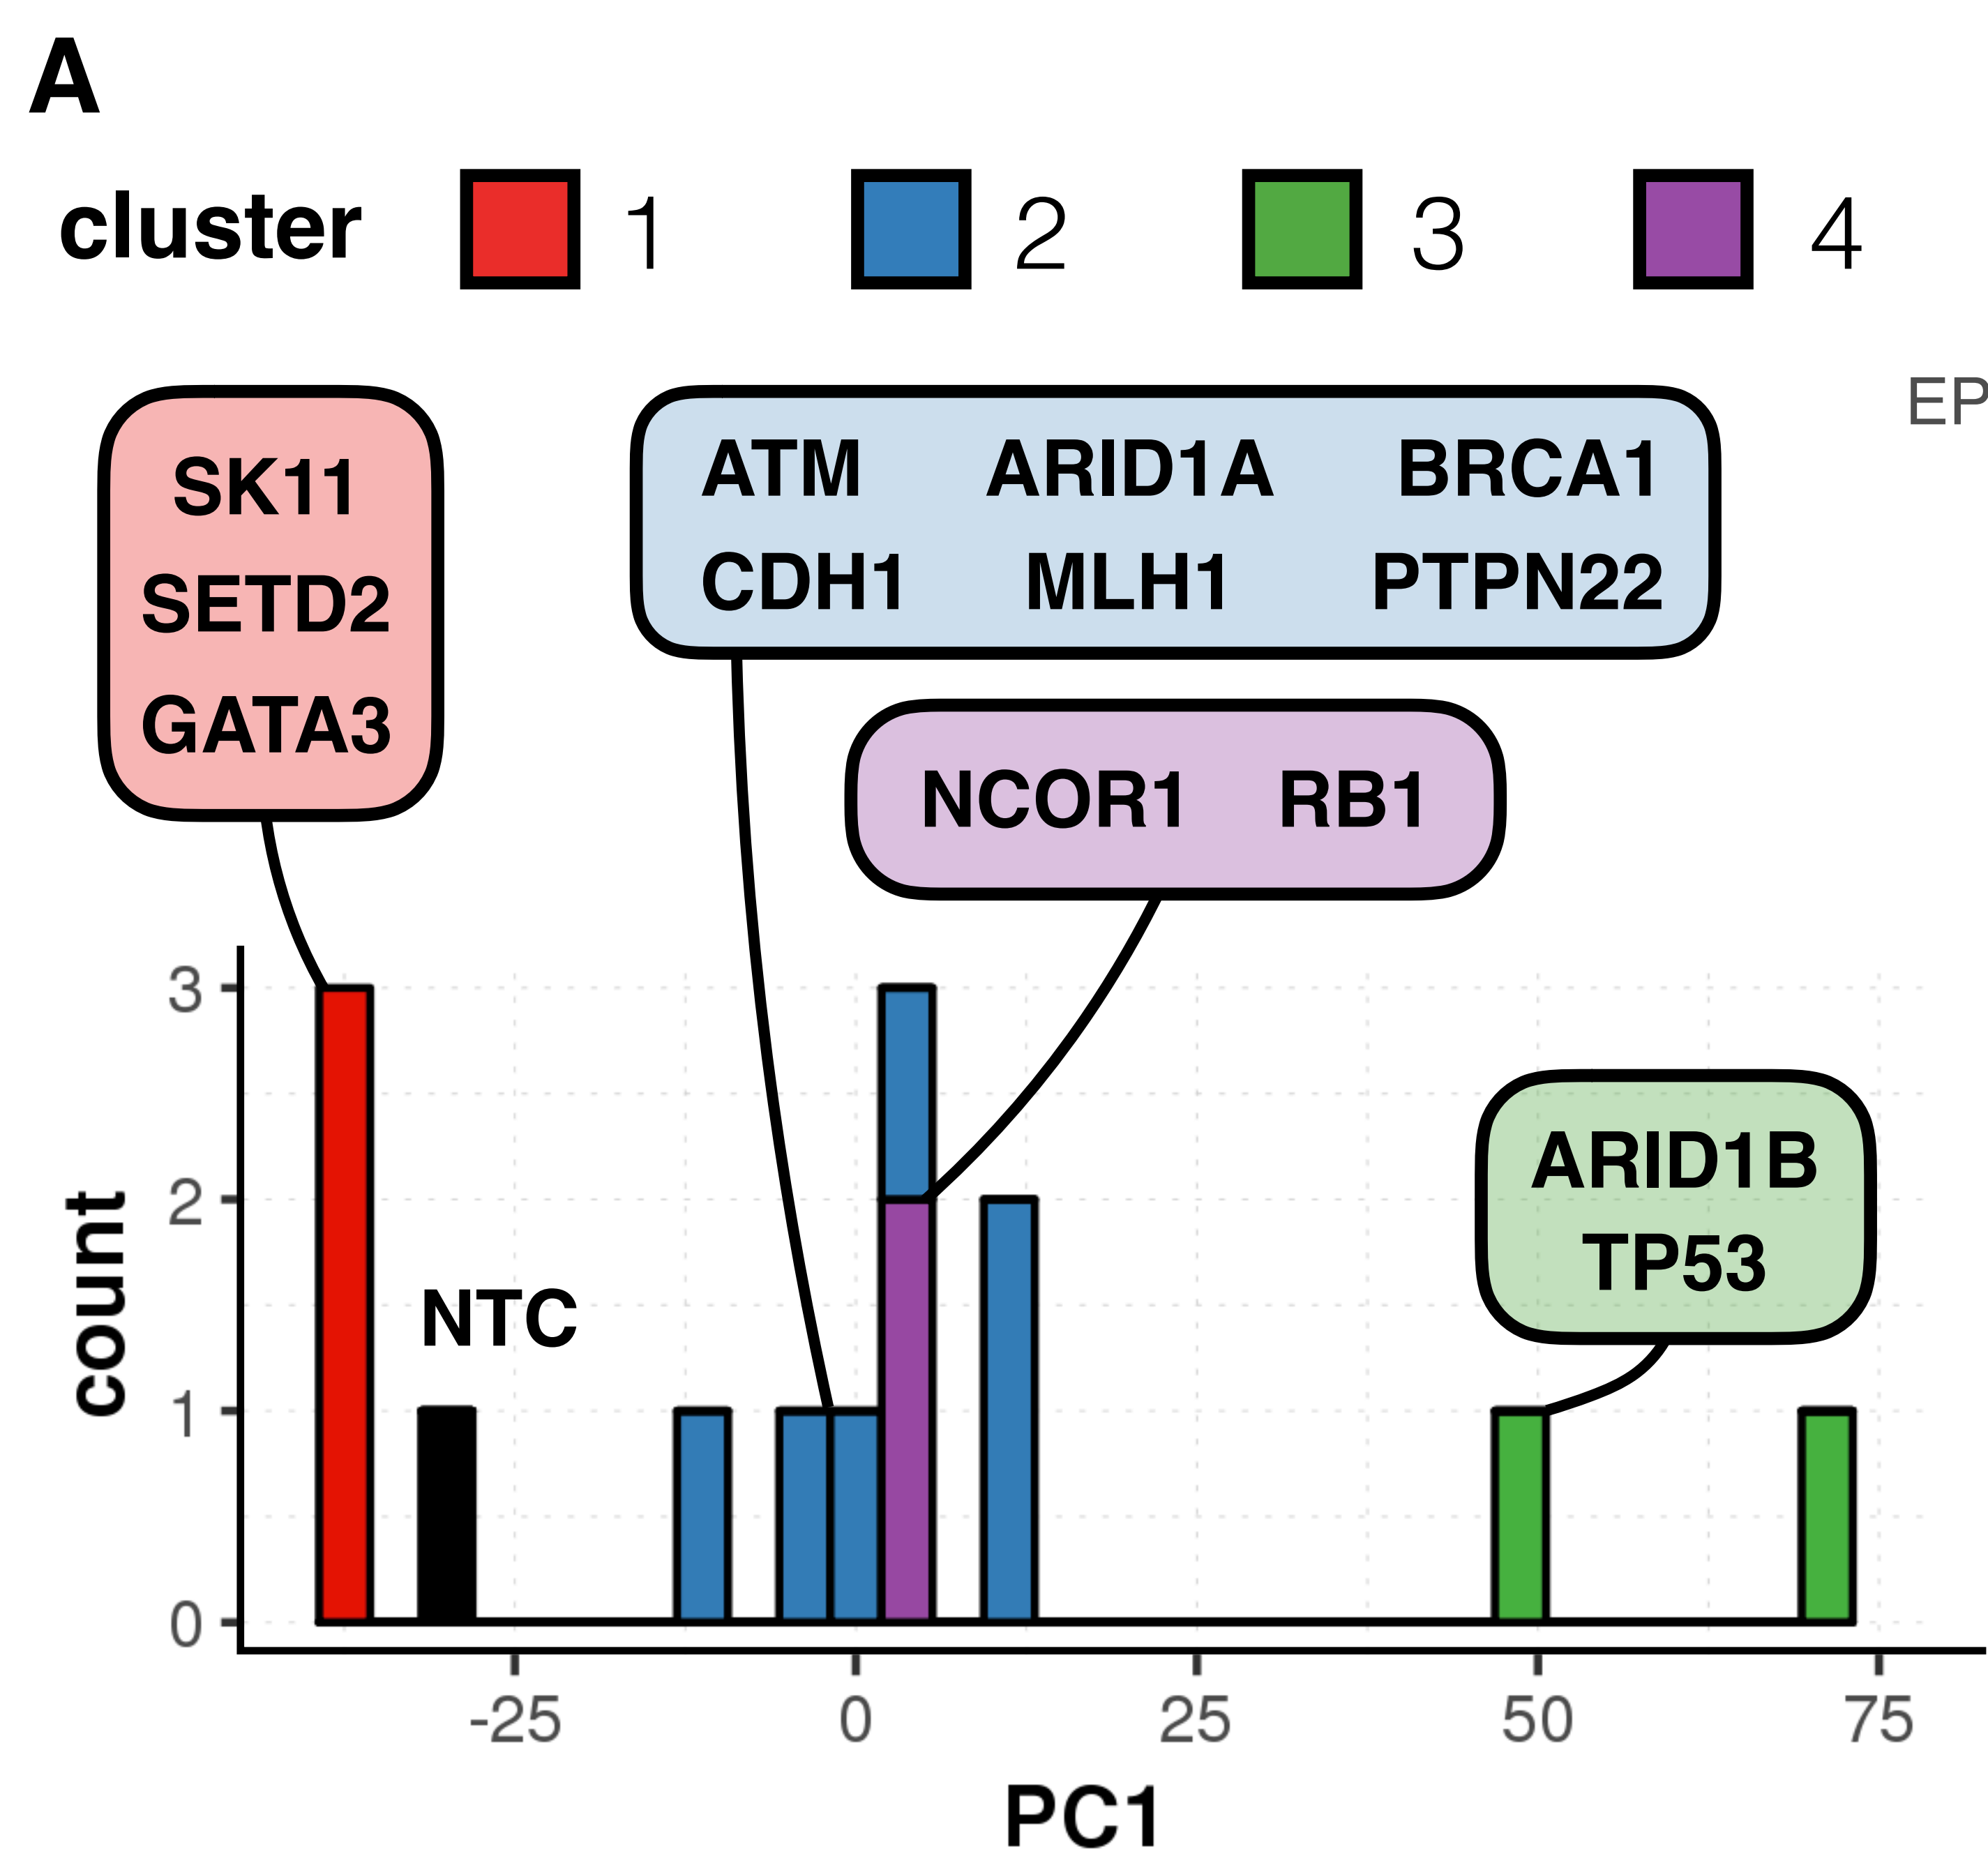 A
cluster 1 2 3 4
EP
SK11
SETD2
GATA3
ATM ARID1A BRCA1
CDH1 MLH1 PTPN22
NCOR1 RB1
ARID1B
TP53
NTC
count
3
2
1
0
-25 0 25 50 75
PC1